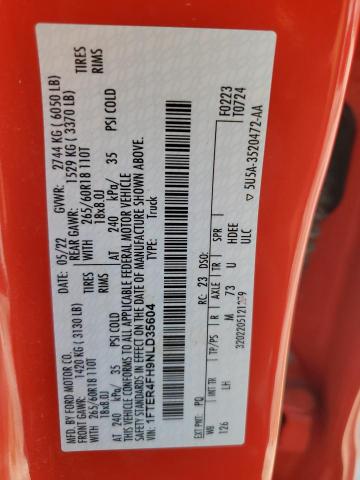 MFD. BY FORD MOTOR CO.
DATE: 05/22 GVWR: 2744 KG ( 6050 LB)
FRONT GAWR: 1420 KG ( 3130 LB) REAR GAWR: 1529 KG ( 3370 LB)
WITH 265/60R18 110T TIRES WITH 265/60R18 110T TIRES
18x8.0J RIMS 18x8.0J RIMS
AT 240 kPa/ 35 PSI COLD AT 240 kPa/ 35 PSI COLD
THIS VEHICLE CONFORMS TO ALL APPLICABLE FEDERAL MOTOR VEHICLE
SAFETY STANDARDS IN EFFECT ON THE DATE OF MANUFACTURE SHOWN ABOVE.
VIN: 1FTER4FH9NLD35604
TYPE: Truck
F0223
T0724
EXT PNT: PQ RC: 23 DSO:
WB INT TR TP/PS R AXLE TR SPR
126 LH M 73 U HDEE
ULC
5U5A-3520472-AA